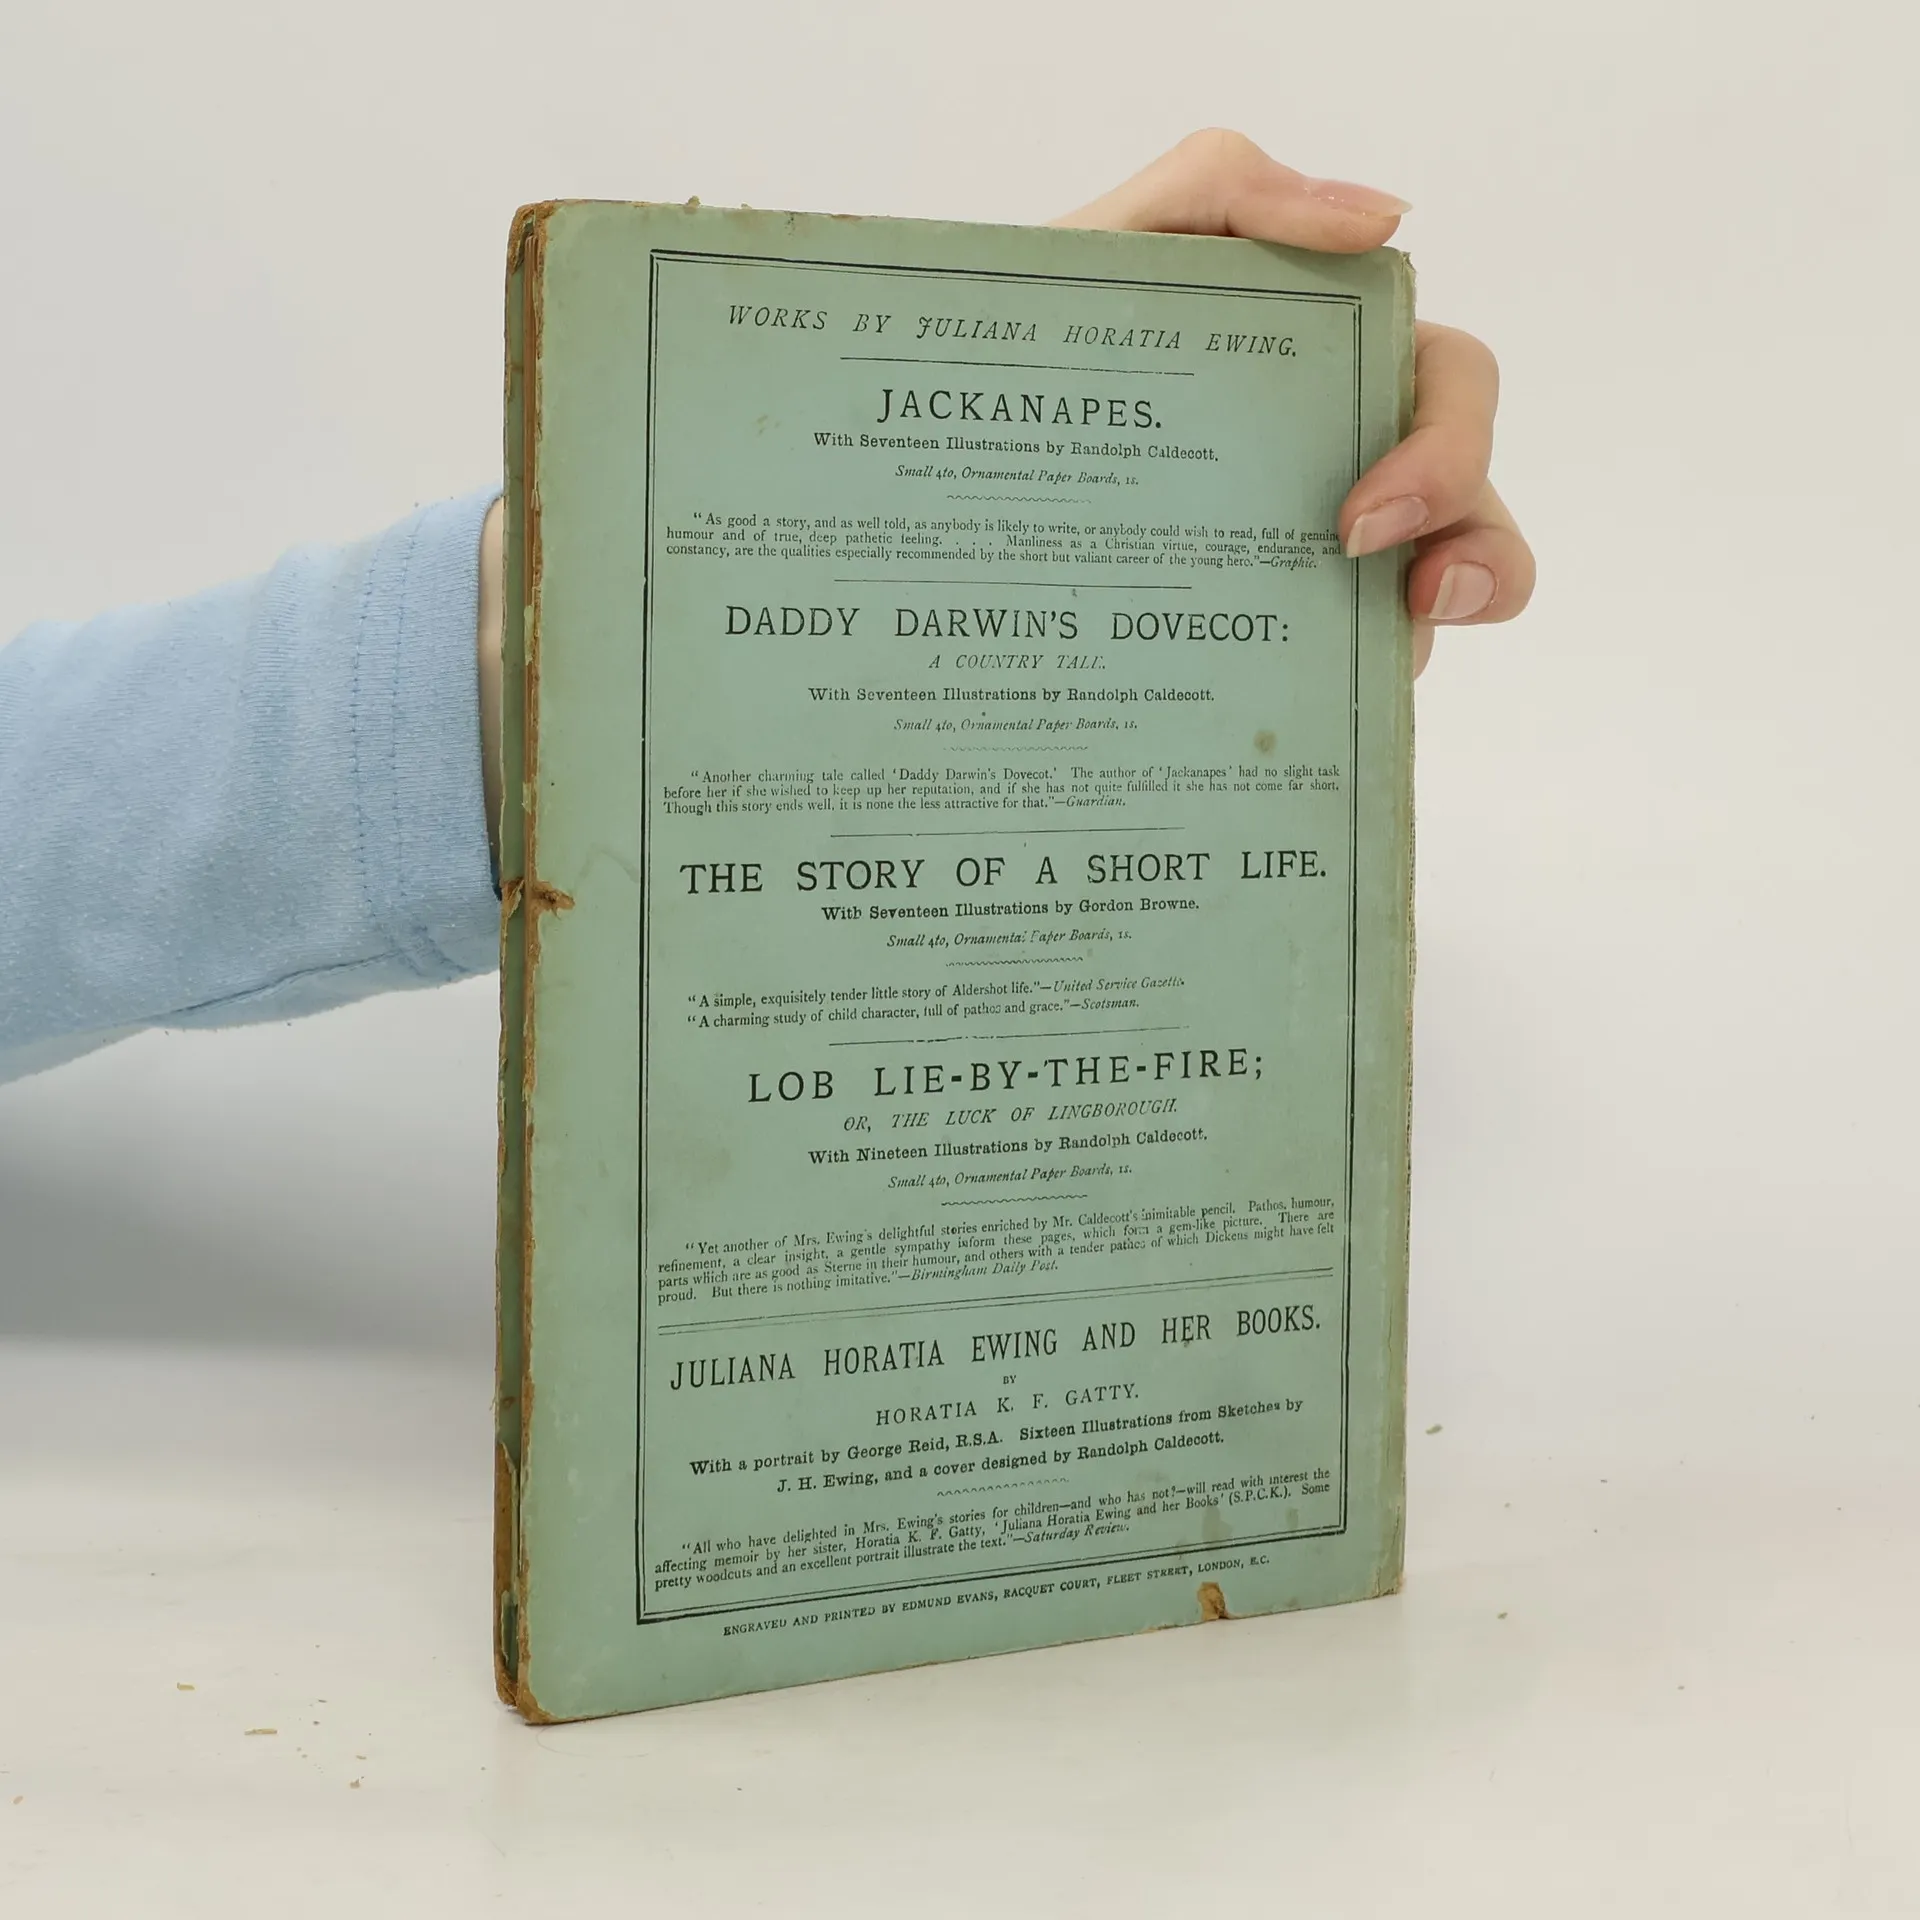 WORKS BY JULIANA HORATIA EWING.
JACKANAPES.
With Seventeen Illustrations by Randolph Caldecott.
Small 4to, Ornamental Paper Boards, 1s.
"As good a story, and as well told, as anybody is likely to write, or anybody could wish to read, full of genuine
humour and of true, deep pathetic feeling. . . . Manliness as a Christian virtue, courage, endurance, and
constancy, are the qualities especially recommended by the short but valiant career of the young hero."—Graphic.
DADDY DARWIN'S DOVECOT:
A COUNTRY TALE.
With Seventeen Illustrations by Randolph Caldecott.
Small 4to, Ornamental Paper Boards, 1s.
"Another charming tale called 'Daddy Darwin's Dovecot.' The author of 'Jackanapes' had no slight task
before her if she wished to keep up her reputation, and if she has not quite fulfilled it she has not come far short.
Though this story ends well, it is none the less attractive for that."—Guardian.
THE STORY OF A SHORT LIFE.
With Seventeen Illustrations by Gordon Browne.
Small 4to, Ornamental Paper Boards, 1s.
"A simple, exquisitely tender little story of Aldershot life."—United Service Gazette.
"A charming study of child character, full of pathos and grace."—Scotsman.
LOB LIE-BY-THE-FIRE;
OR, THE LUCK OF LINGBOROUGH.
With Nineteen Illustrations by Randolph Caldecott.
Small 4to, Ornamental Paper Boards, 1s.
"Yet another of Mrs. Ewing's delightful stories enriched by Mr. Caldecott's inimitable pencil. Pathos, humour,
refinement, a clear insight, a gentle sympathy inform these pages, which form a gem-like picture. There are
parts which are as good as Sterne in their humour, and others with a tender pathos of which Dickens might have felt
proud. But there is nothing imitative."—Birmingham Daily Post.
JULIANA HORATIA EWING AND HER BOOKS.
BY
HORATIA K. F. GATTY.
With a portrait by George Reid, R.S.A. Sixteen Illustrations from Sketches by
J. H. Ewing, and a cover designed by Randolph Caldecott.
"All who have delighted in Mrs. Ewing's stories for children—and who has not?—will read with interest the
affecting memoir by her sister, Horatia K. F. Gatty, 'Juliana Horatia Ewing and her Books' (S.P.C.K.). Some
pretty woodcuts and an excellent portrait illustrate the text."—Saturday Review.
ENGRAVED AND PRINTED BY EDMUND EVANS, RACQUET COURT, FLEET STREET, LONDON, E.C.